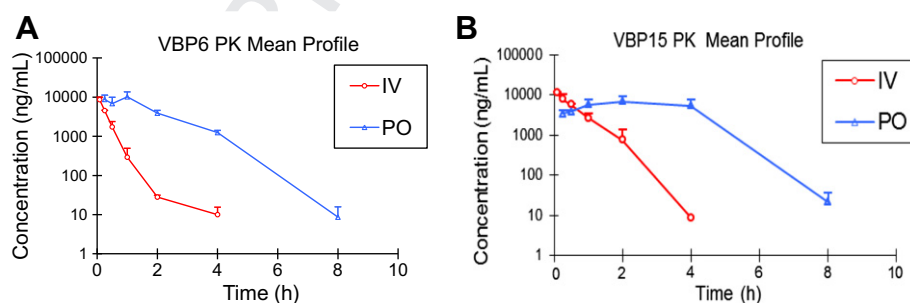 A
VBP6 PK Mean Profile
Concentration (ng/mL)
100000
10000
1000
100
10
1
0
2
4
6
8
10
Time (h)
IV
PO
B
VBP15 PK Mean Profile
Concentration (ng/mL)
100000
10000
1000
100
10
1
0
2
4
6
8
10
Time (h)
IV
PO